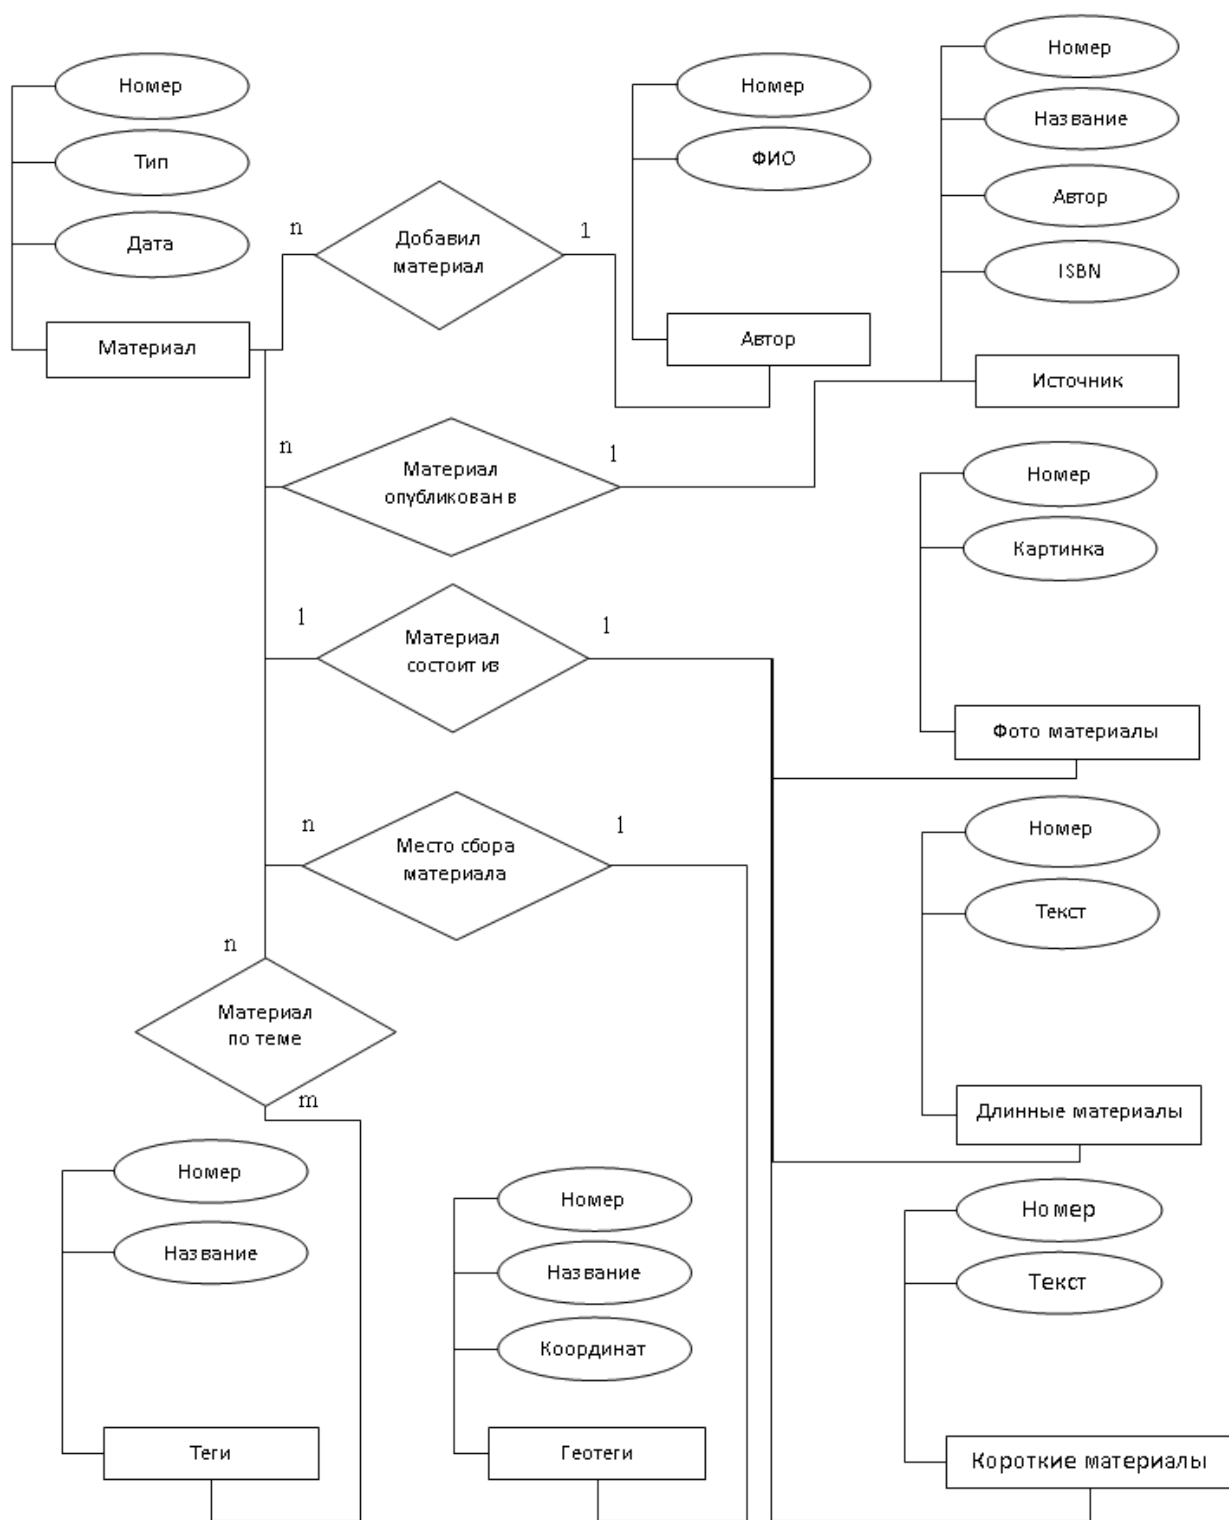 Номер
Тип
Дата
Материал
n
Добавил
материал
1
Номер
ФИО
Автор
Номер
Название
Автор
ISBN
Источник
n
Материал
опубликован в
1
Номер
Картинка
Фото материалы
1
Материал
состоит из
1
n
Место сбора
материала
1
Номер
Текст
Длинные материалы
n
Материал
по теме
m
Номер
Название
Теги
Номер
Название
Координат
Геотеги
Номер
Текст
Короткие материалы